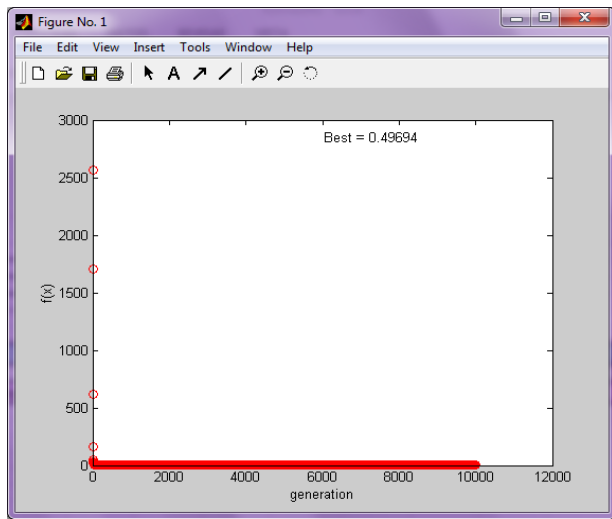 Figure No. 1
File Edit View Insert Tools Window Help
Best = 0.49694
3000
2500
2000
1500
1000
500
0
f(x)
0 2000 4000 6000 8000 10000 12000
generation